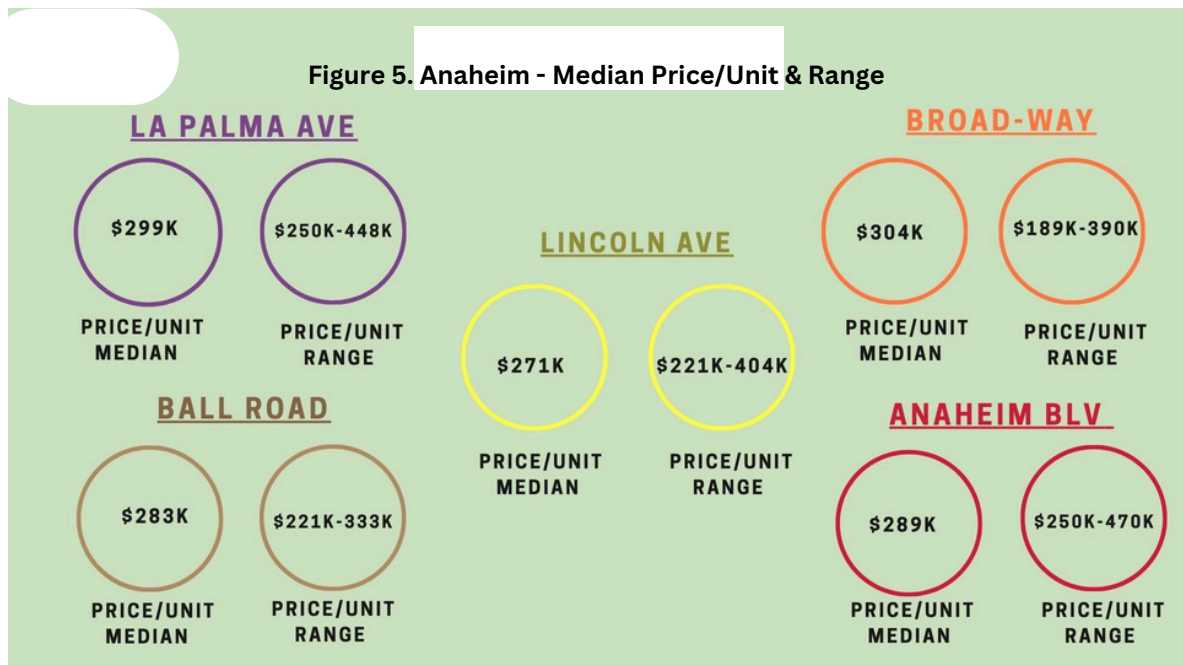 Figure 5. Anaheim - Median Price/Unit & Range
LA PALMA AVE
$299K
$250K-448K
PRICE/UNIT
MEDIAN
PRICE/UNIT
RANGE
BROAD-WAY
$304K
$189K-390K
PRICE/UNIT
MEDIAN
PRICE/UNIT
RANGE
LINCOLN AVE
$271K
$221K-404K
PRICE/UNIT
MEDIAN
PRICE/UNIT
RANGE
BALL ROAD
$283K
$221K-333K
PRICE/UNIT
MEDIAN
PRICE/UNIT
RANGE
ANAHEIM BLV
$289K
$250K-470K
PRICE/UNIT
MEDIAN
PRICE/UNIT
RANGE